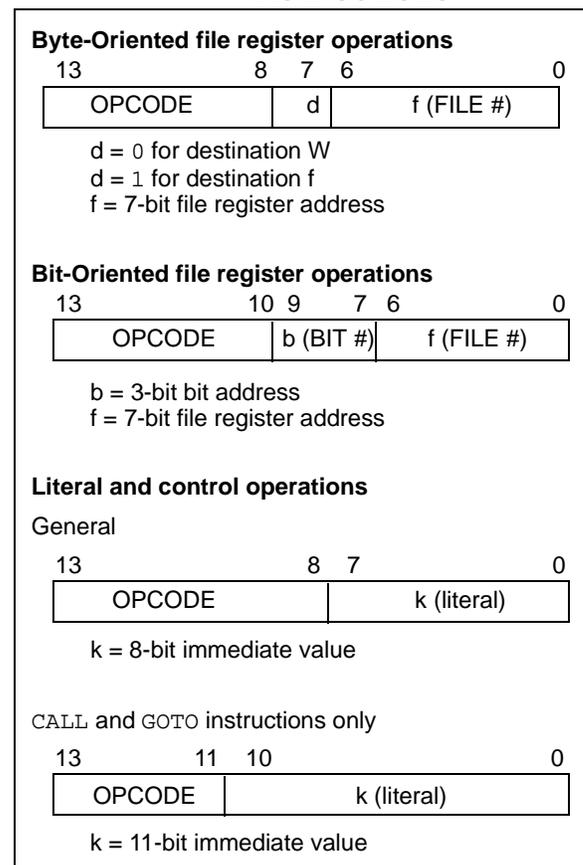 Byte-Oriented file register operations
13 8 7 6 0
OPCODE d f (FILE #)
d = 0 for destination W
d = 1 for destination f
f = 7-bit file register address
Bit-Oriented file register operations
13 10 9 7 6 0
OPCODE b (BIT #) f (FILE #)
b = 3-bit bit address
f = 7-bit file register address
Literal and control operations
General
13 8 7 0
OPCODE k (literal)
k = 8-bit immediate value
CALL and GOTO instructions only
13 11 10 0
OPCODE k (literal)
k = 11-bit immediate value